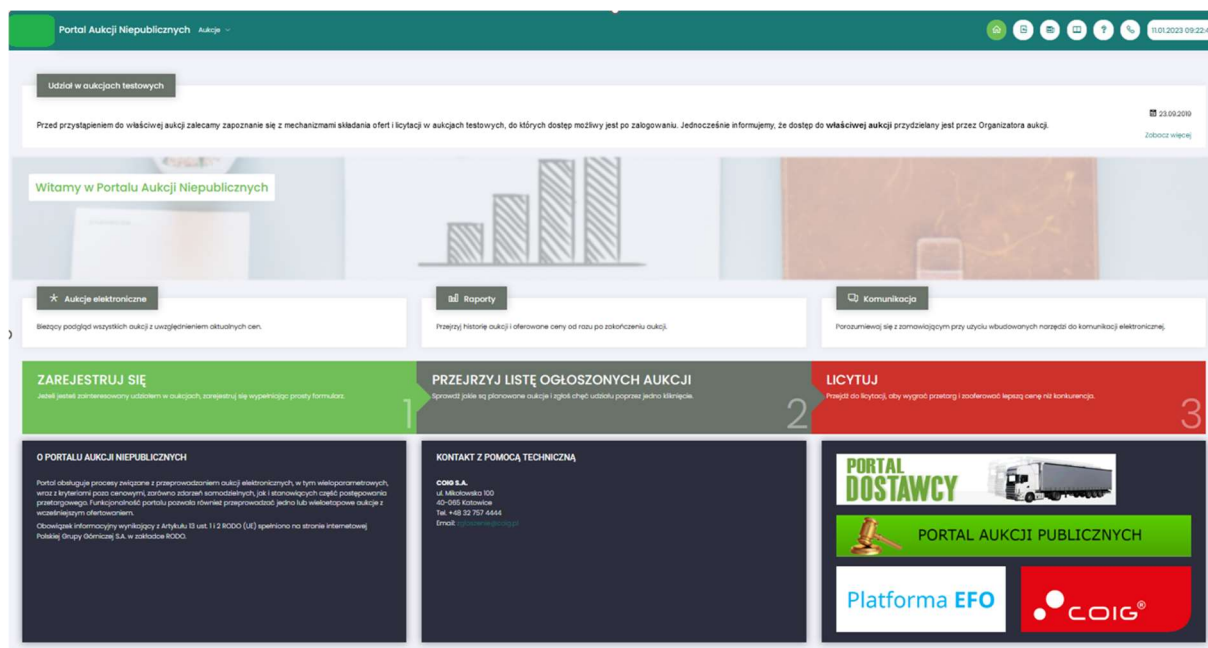 Portal Aukcji Niepublicznych Aukcje
11.01.2023 09:22:4
Udział w aukcjach testowych
23.09.2019
Przed przystąpieniem do właściwej aukcji zalecamy zapoznanie się z mechanizmami składania ofert i licytacji w aukcjach testowych, do których dostęp możliwy jest po zalogowaniu. Jednocześnie informujemy, że dostęp do właściwej aukcji przydzielany jest przez Organizatora aukcji.
Zobacz więcej
Witamy w Portalu Aukcji Niepublicznych
Aukcje elektroniczne
Bieżący podgląd wszystkich aukcji z uwzględnieniem aktualnych cen.
Raporty
Przejrzyj historię aukcji i oferowane ceny od razu po zakończeniu aukcji.
Komunikacja
Porozumiewaj się z zamawiającym przy użyciu wbudowanych narzędzi do komunikacji elektronicznej.
ZAREJESTRUJ SIĘ
Jeżeli jesteś zainteresowany udziałem w aukcjach, zarejestruj się wypełniając prosty formularz.
1
PRZEJRZYJ LISTĘ OGŁOSZONYCH AUKCJI
Sprawdź jakie są planowane aukcje i zgłoś chęć udziału poprzez jedno kliknięcie.
2
LICYTUJ
Przejdź do licytacji, aby wygrać przetarg i zaoferować lepszą cenę niż konkurencja.
3
O PORTALU AUKCJI NIEPUBLICZNYCH
Portal obsługuje procesy związane z przeprowadzaniem aukcji elektronicznych, w tym wieloparametrowych,
wraz z kryteriami poza cenowymi, zarówno zdarzeń samodzielnych, jak i stanowiących część postępowania
przetargowego. Funkcjonalność portalu pozwala również przeprowadzać jedno lub wieloetapowe aukcje z
wcześniejszym ofertowaniem.
Obowiązek informacyjny wynikający z Artykułu 13 ust. 1 i 2 RODO (UE) spełniono na stronie internetowej
Polskiej Grupy Górniczej S.A. w zakładce RODO.
KONTAKT Z POMOCĄ TECHNICZNĄ
COIG S.A.
ul. Mikołowska 100
40-065 Katowice
Tel. +48 32 757 4444
Email: zgloszenie@coig.pl
PORTAL
DOSTAWCY
PORTAL AUKCJI PUBLICZNYCH
Platforma EFO
COIG®